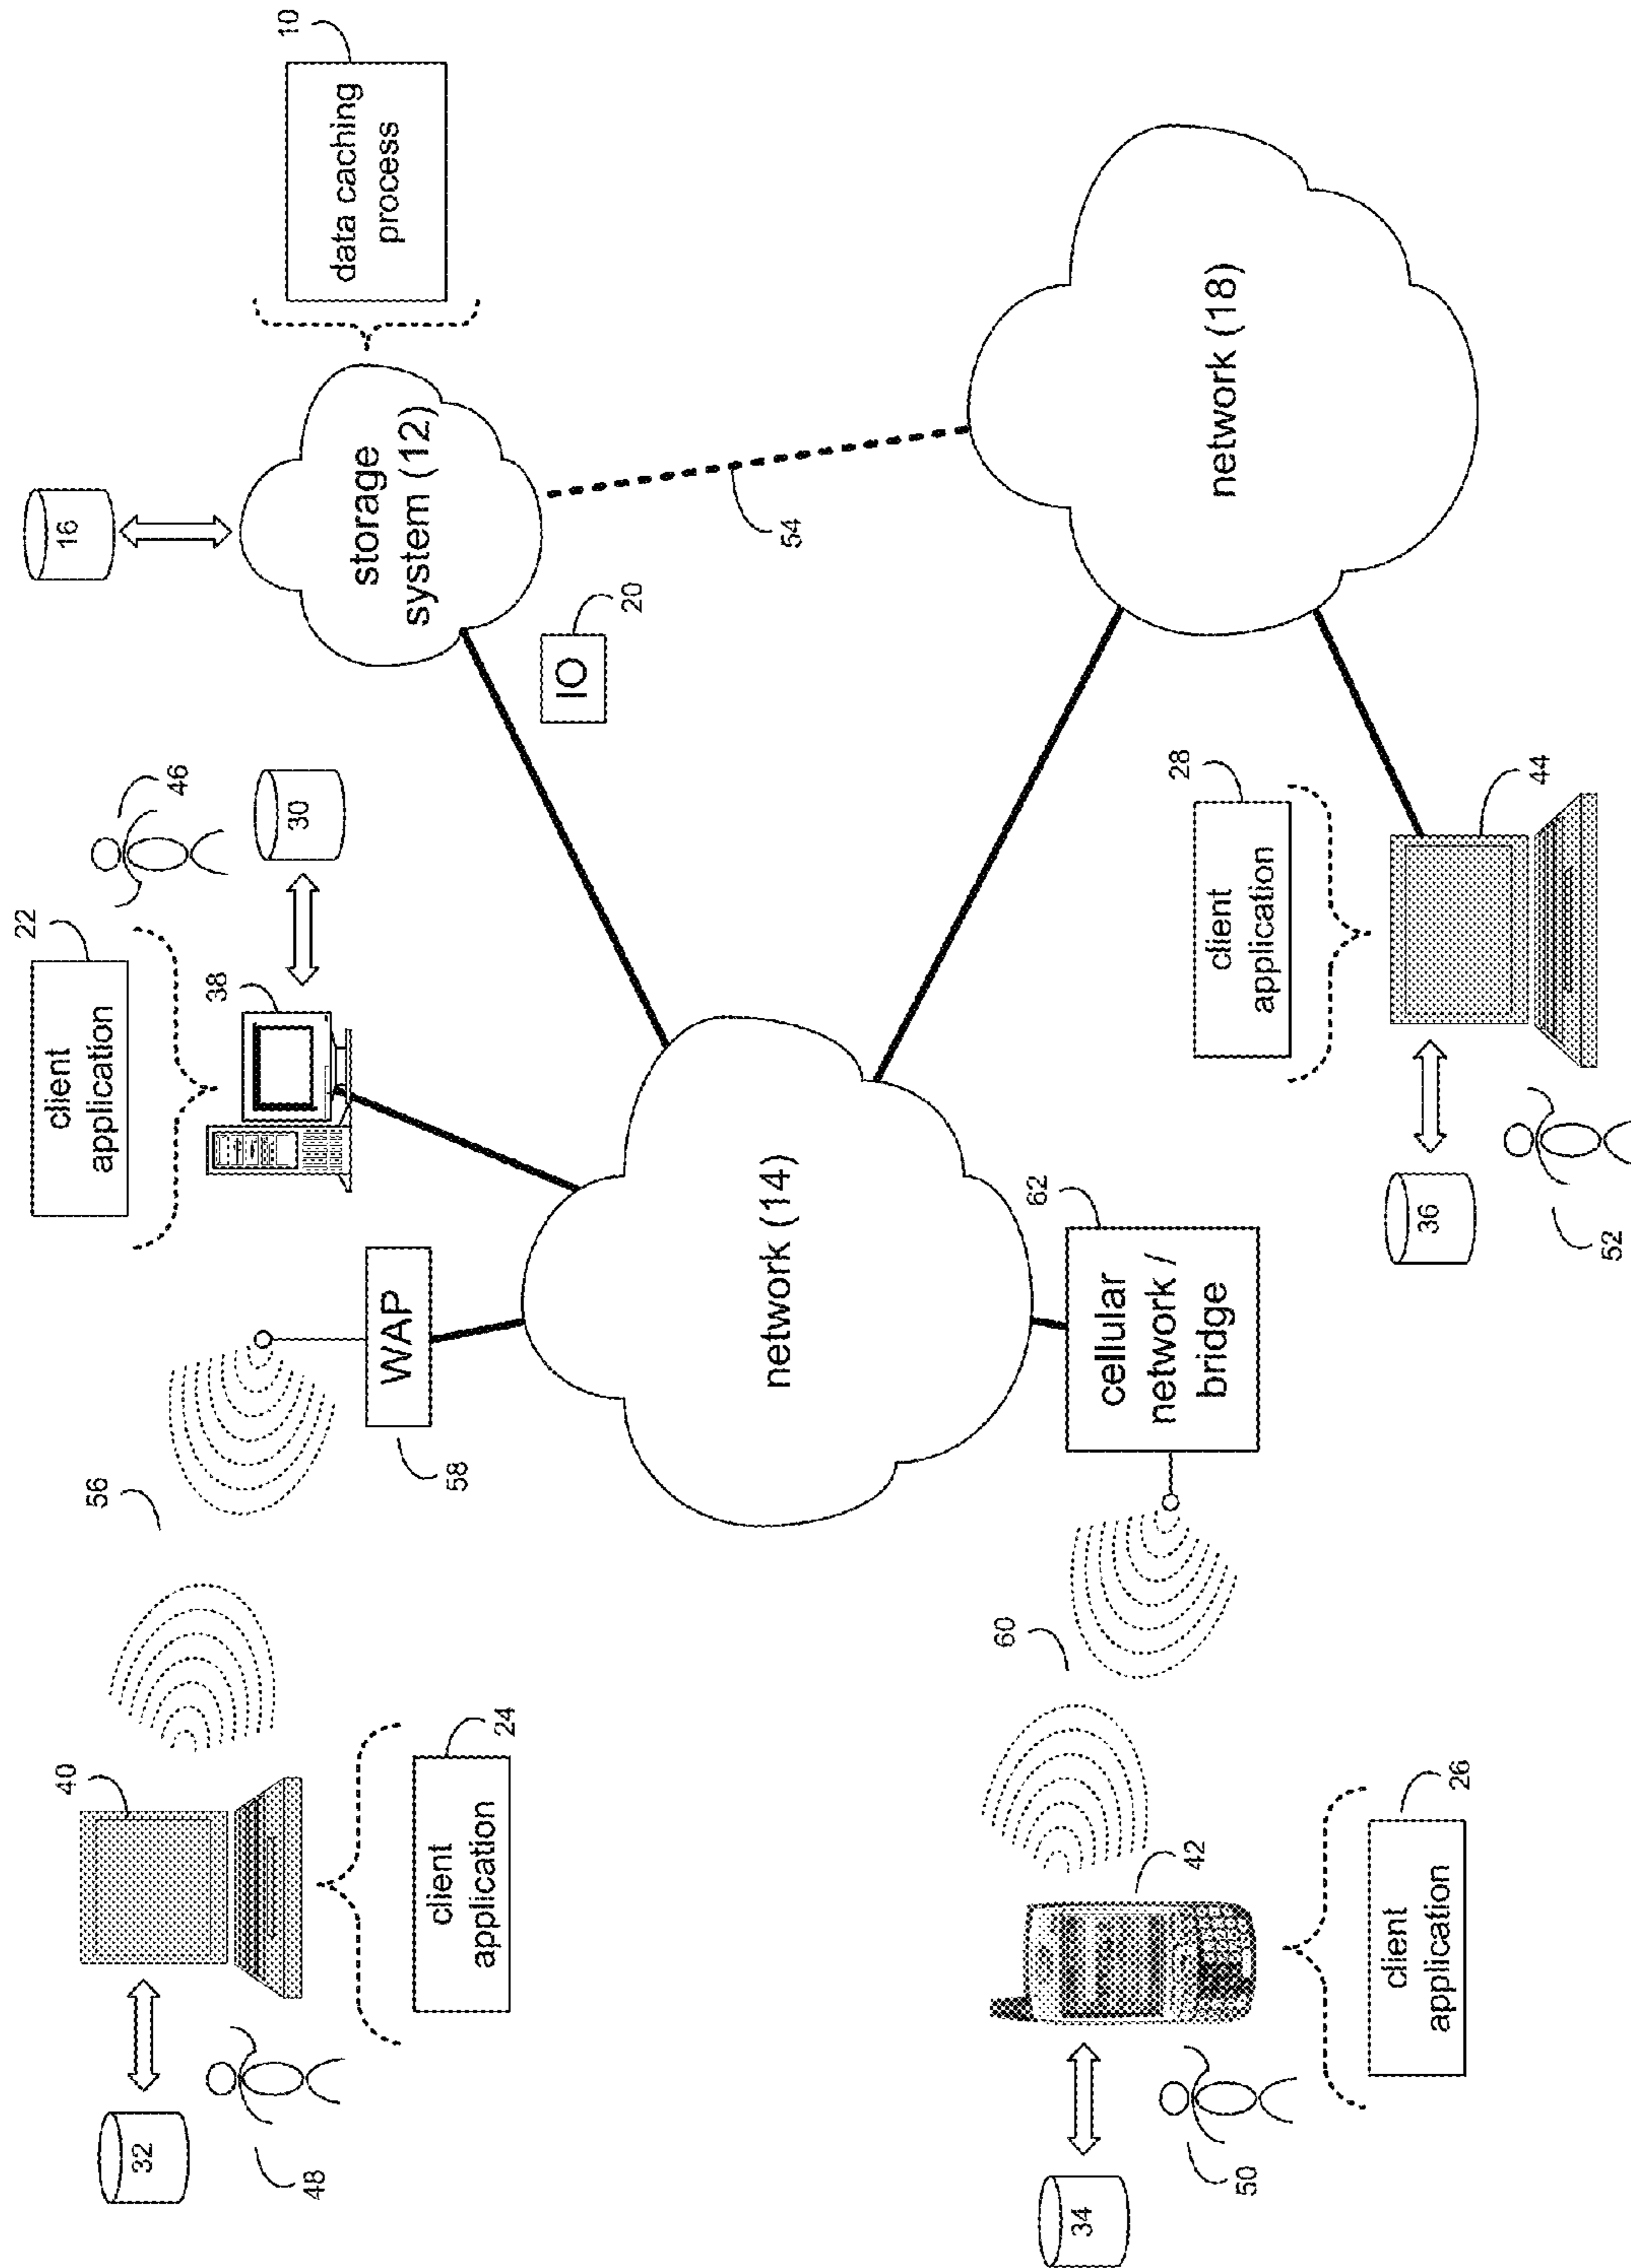 32
40
56
client
application
22
46
16
10
48
38
30
data caching
process
24
client
application
58
WAP
storage
system (12)
IO
20
54
network (14)
34
42
60
62
cellular
network /
bridge
50
28
client
application
network (18)
26
client
application
36
44
52